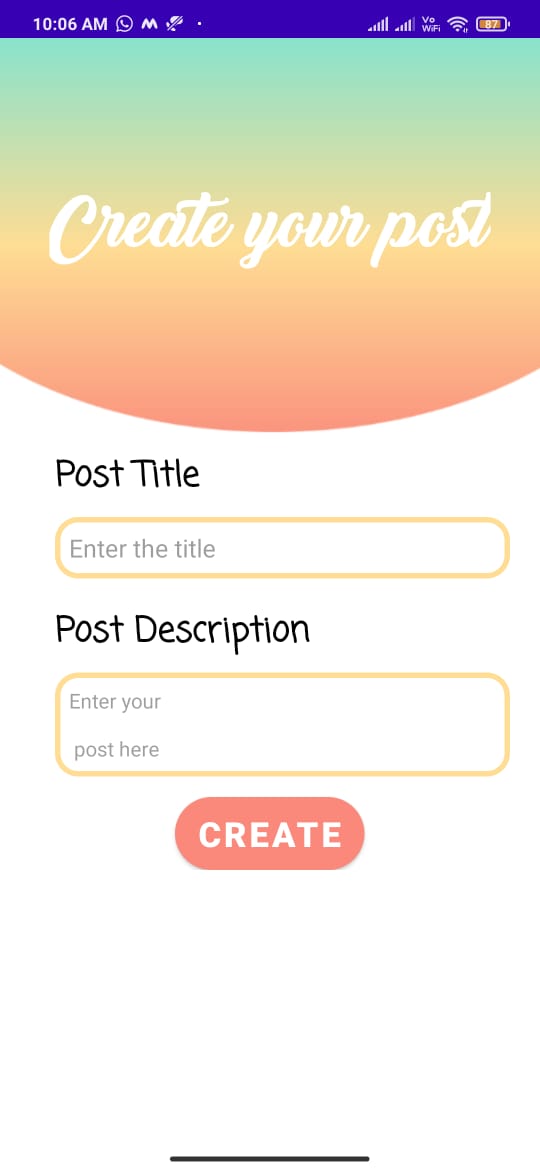 10:06 AM
Vo
WiFi
87
Create your post
Post Title
Enter the title
Post Description
Enter your
post here
CREATE